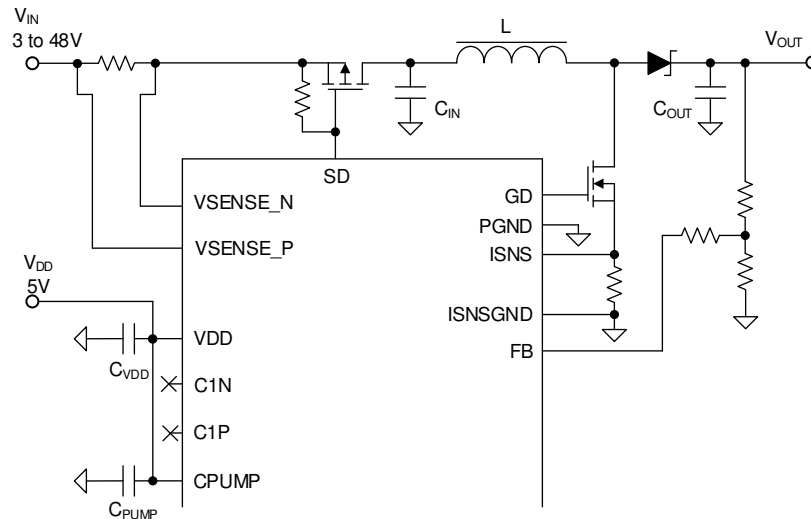 VIN
3 to 48V
L
VOUT
CIN
COUT
SD
VSENSE_N
GD
PGND
VSENSE_P
ISNS
VDD
5V
ISNSGND
VDD
FB
CVDD
C1N
C1P
CPUMP
CPUMP